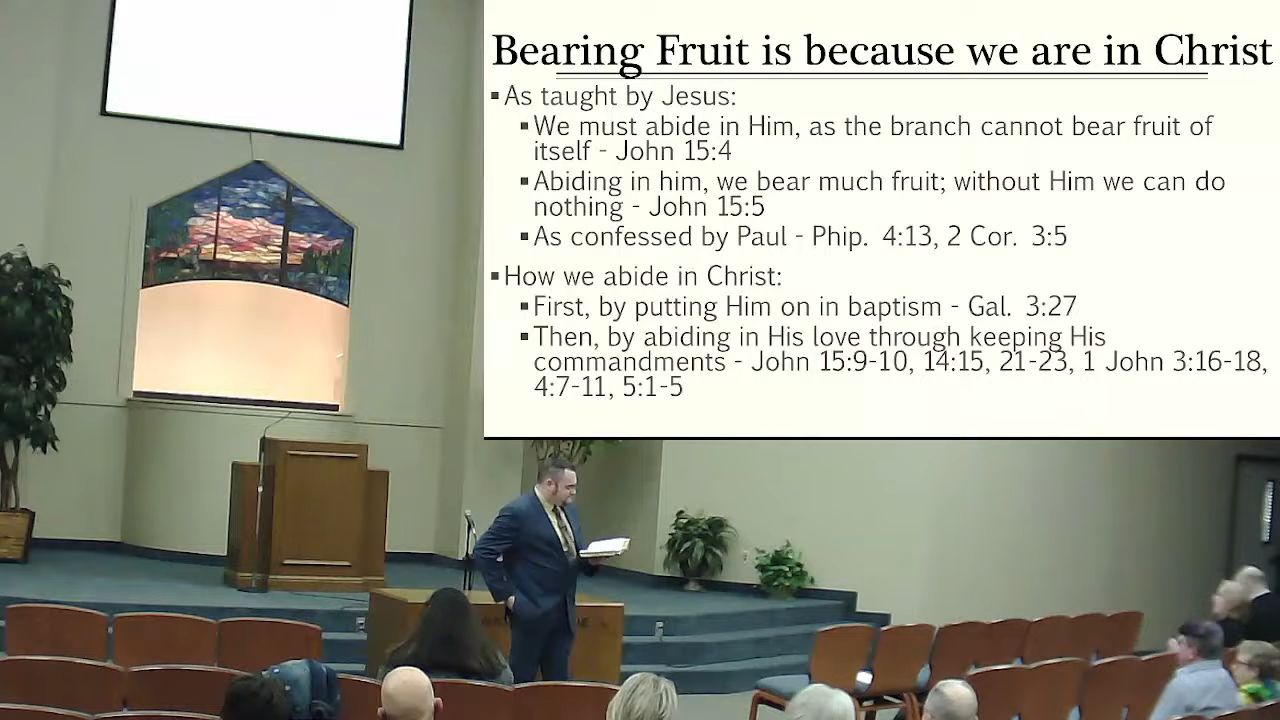 Bearing Fruit is because we are in Christ
▪As taught by Jesus:
▪We must abide in Him, as the branch cannot bear fruit of
itself - John 15:4
▪Abiding in him, we bear much fruit; without Him we can do
nothing - John 15:5
▪As confessed by Paul - Phip. 4:13, 2 Cor. 3:5
▪How we abide in Christ:
▪First, by putting Him on in baptism - Gal. 3:27
▪Then, by abiding in His love through keeping His
commandments - John 15:9-10, 14:15, 21-23, 1 John 3:16-18,
4:7-11, 5:1-5